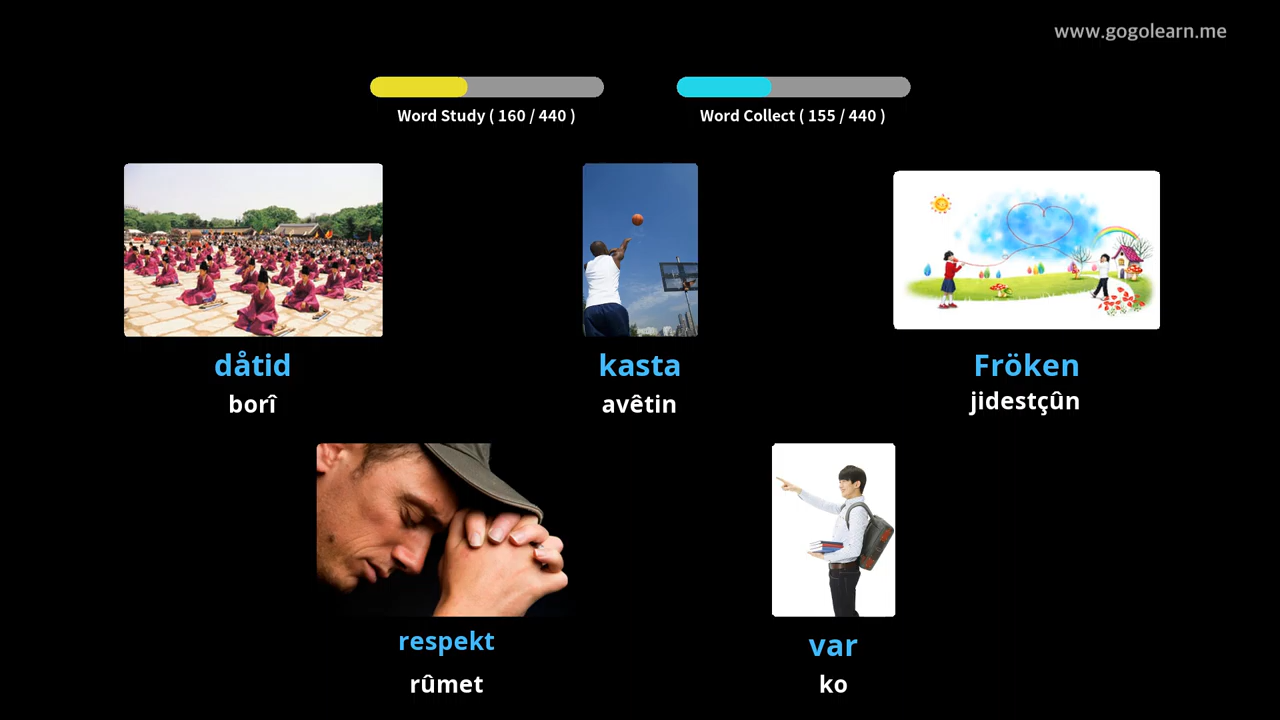 www.gogolearn.me
Word Study ( 160 / 440 )
Word Collect ( 155 / 440 )
dåtid
borî
kasta
avêtin
Fröken
jidestçûn
respekt
rûmet
var
ko